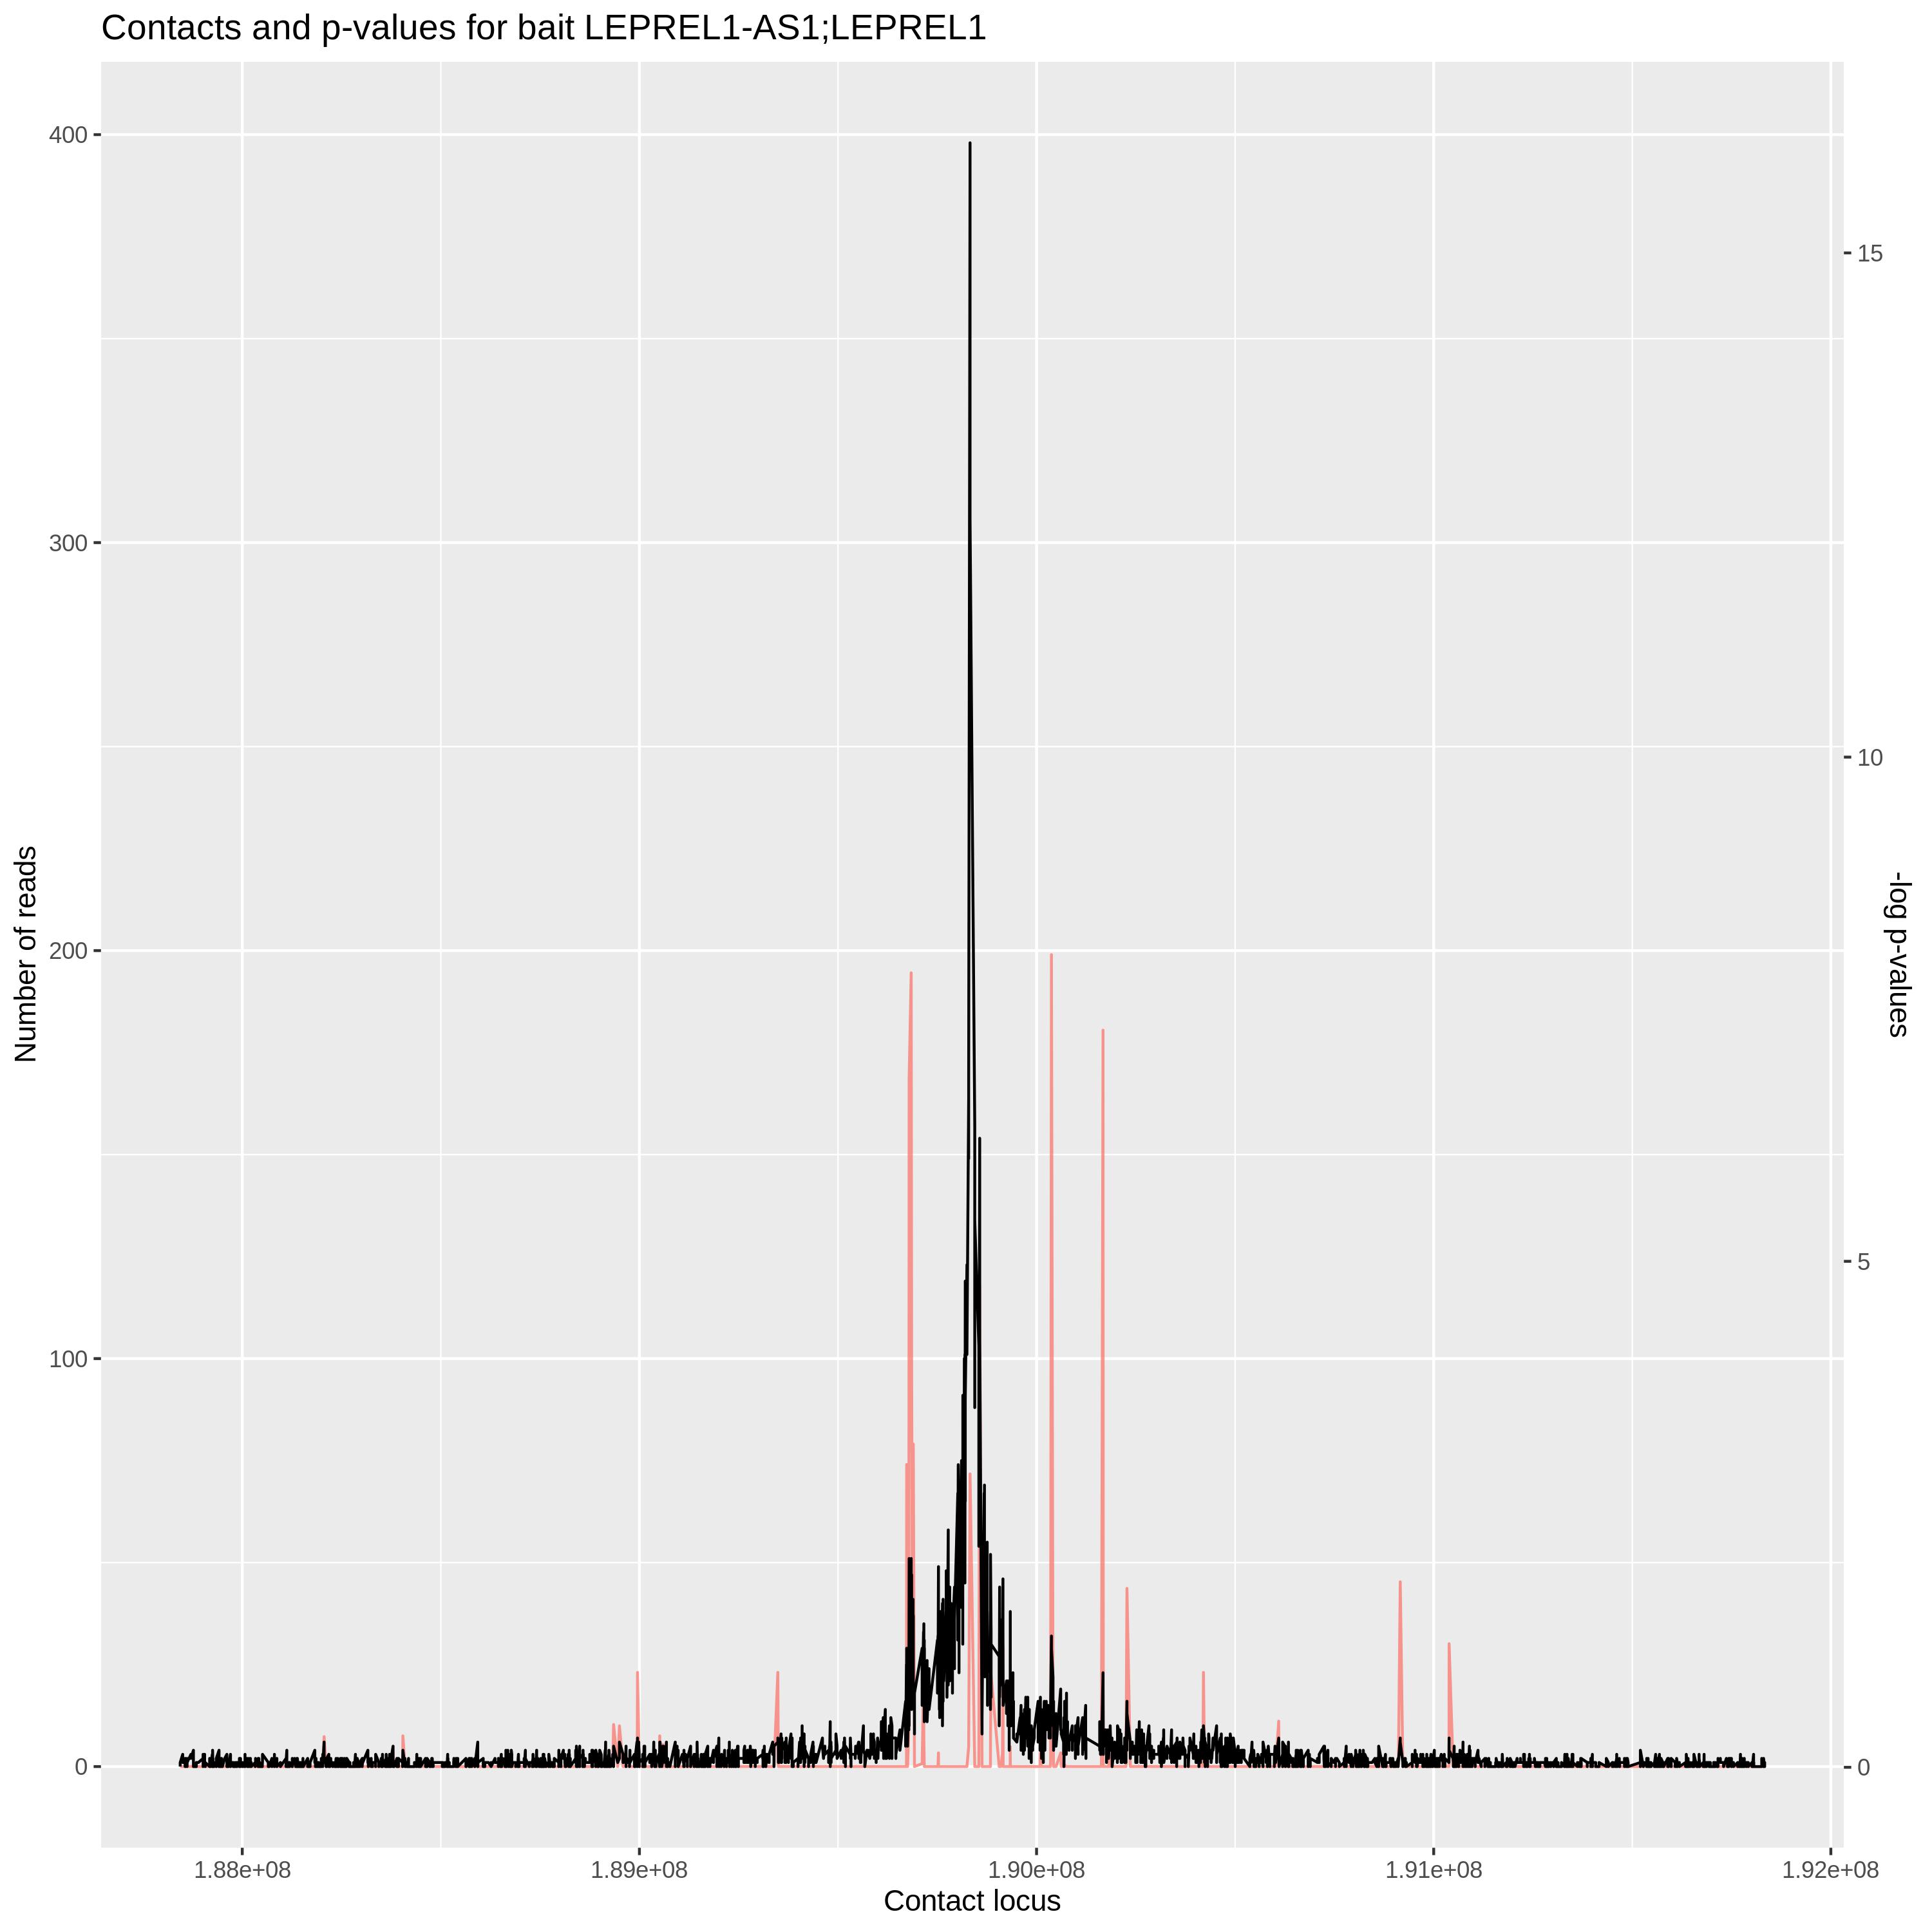 Contacts and p-values for bait LEPREL1-AS1;LEPREL1
400
300
200
100
0
Number of reads
15
10
5
0
-log p-values
1.88e+08
1.89e+08
1.90e+08
1.91e+08
1.92e+08
Contact locus